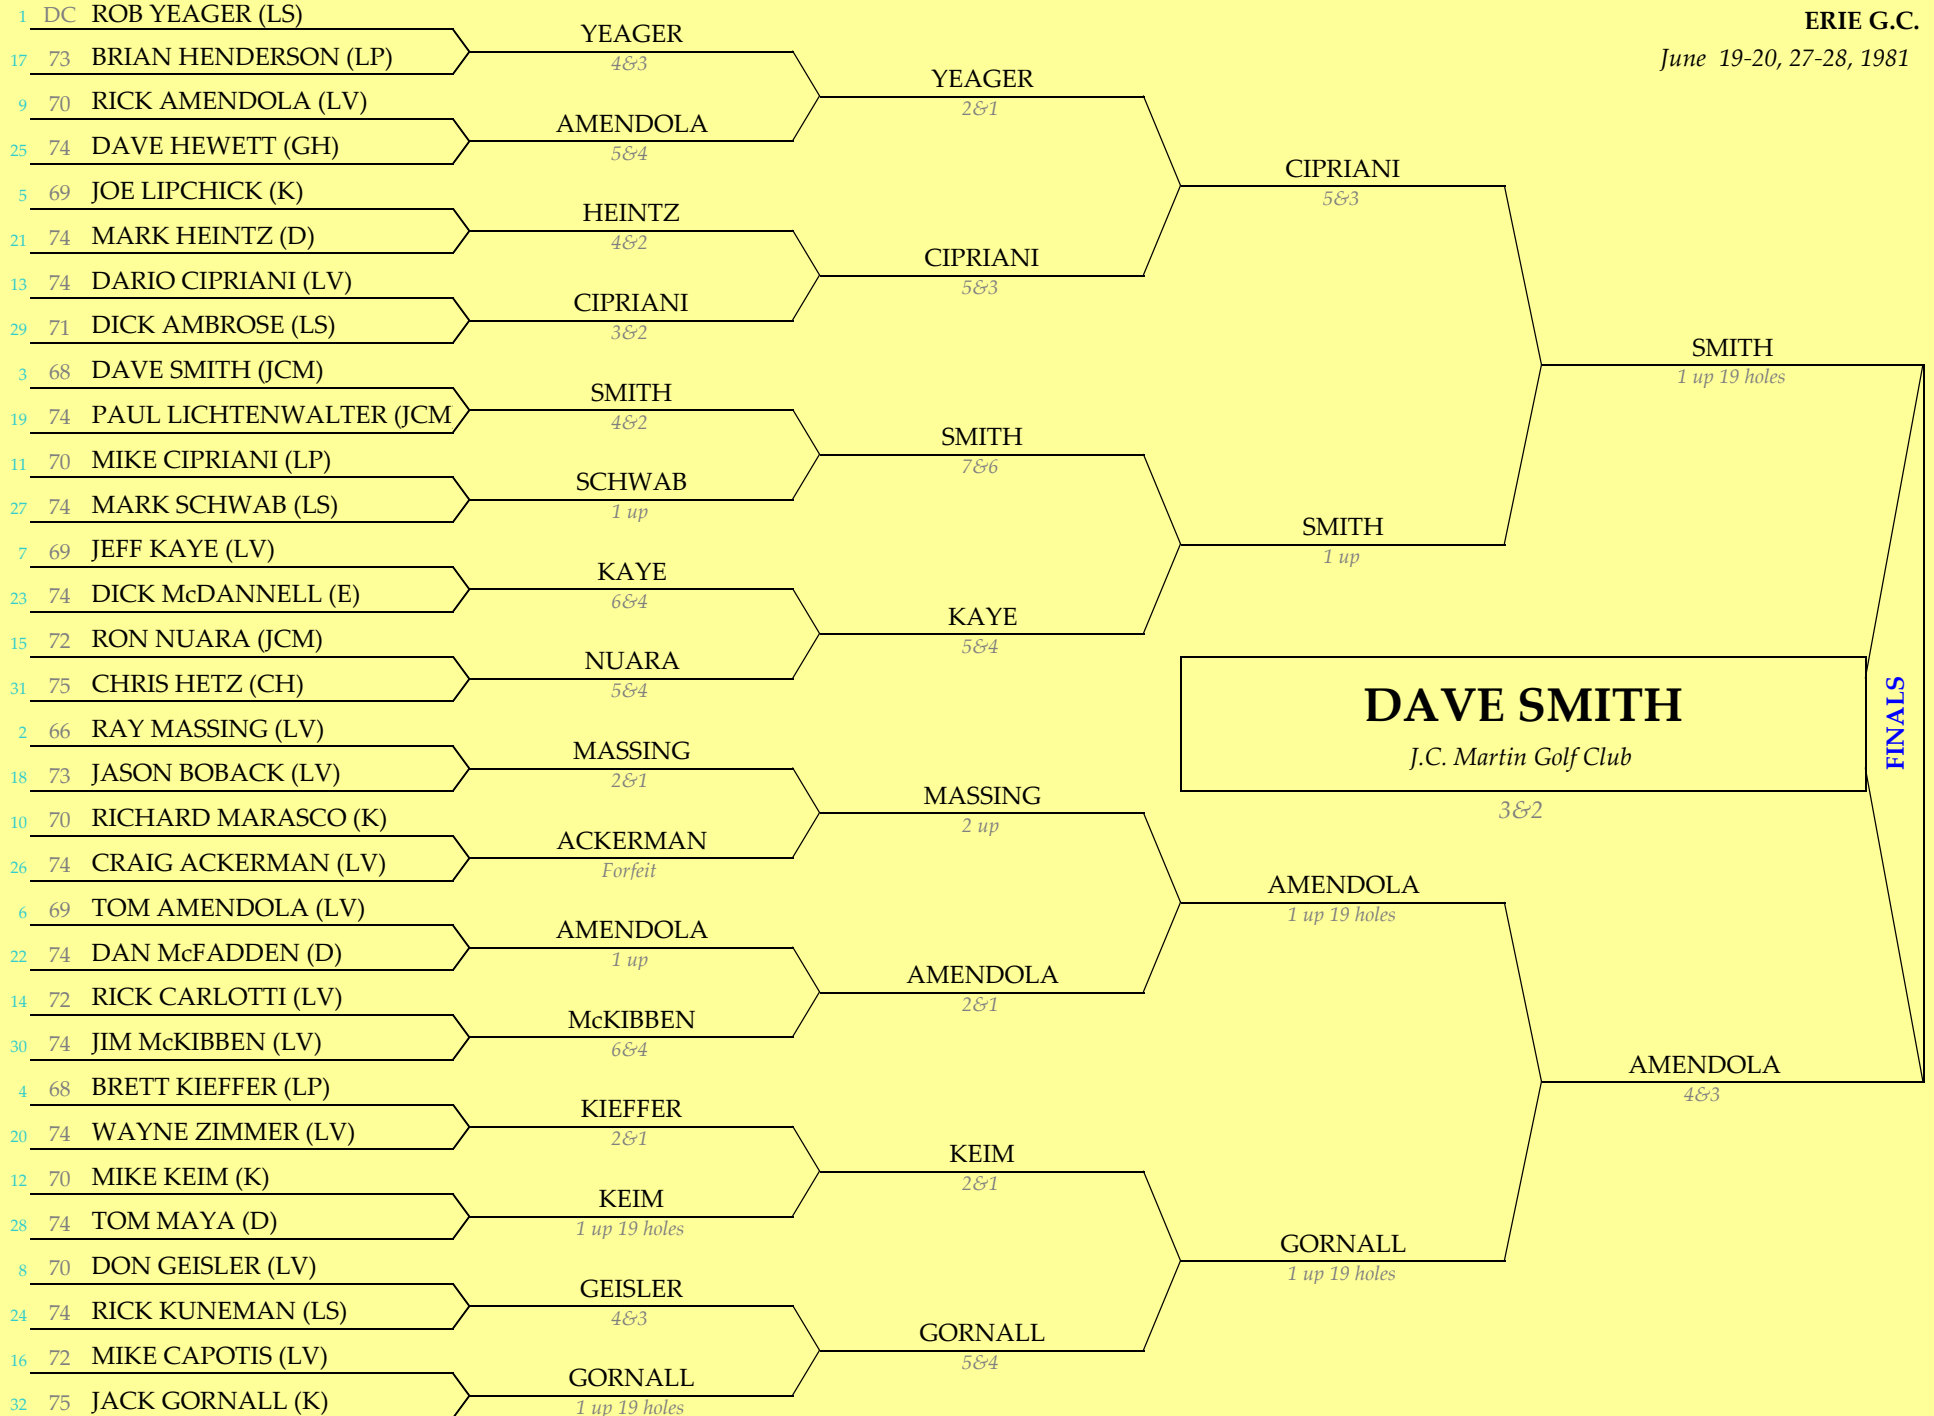 ERIE G.C.
June 19-20, 27-28, 1981
1 DC ROB YEAGER (LS)
17 73 BRIAN HENDERSON (LP)
9 70 RICK AMENDOLA (LV)
25 74 DAVE HEWETT (GH)
5 69 JOE LIPCHICK (K)
21 74 MARK HEINTZ (D)
13 74 DARIO CIPRIANI (LV)
29 71 DICK AMBROSE (LS)
3 68 DAVE SMITH (JCM)
19 74 PAUL LICHTENWALTER (JCM
11 70 MIKE CIPRIANI (LP)
27 74 MARK SCHWAB (LS)
7 69 JEFF KAYE (LV)
23 74 DICK McDANNELL (E)
15 72 RON NUARA (JCM)
31 75 CHRIS HETZ (CH)
2 66 RAY MASSING (LV)
18 73 JASON BOBACK (LV)
10 70 RICHARD MARASCO (K)
26 74 CRAIG ACKERMAN (LV)
6 69 TOM AMENDOLA (LV)
22 74 DAN McFADDEN (D)
14 72 RICK CARLOTTI (LV)
30 74 JIM McKIBBEN (LV)
4 68 BRETT KIEFFER (LP)
20 74 WAYNE ZIMMER (LV)
12 70 MIKE KEIM (K)
28 74 TOM MAYA (D)
8 70 DON GEISLER (LV)
24 74 RICK KUNEMAN (LS)
16 72 MIKE CAPOTIS (LV)
32 75 JACK GORNALL (K)
YEAGER
4&3
AMENDOLA
5&4
HEINTZ
4&2
CIPRIANI
3&2
SMITH
4&2
SCHWAB
1 up
KAYE
6&4
NUARA
5&4
MASSING
2&1
ACKERMAN
Forfeit
AMENDOLA
1 up
McKIBBEN
6&4
KIEFFER
2&1
KEIM
1 up 19 holes
GEISLER
4&3
GORNALL
1 up 19 holes
YEAGER
2&1
CIPRIANI
5&3
SMITH
7&6
KAYE
5&4
MASSING
2 up
AMENDOLA
2&1
KEIM
2&1
GORNALL
5&4
CIPRIANI
5&3
SMITH
1 up
AMENDOLA
1 up 19 holes
GORNALL
1 up 19 holes
SMITH
1 up 19 holes
AMENDOLA
4&3
FINALS
DAVE SMITH
J.C. Martin Golf Club
3&2